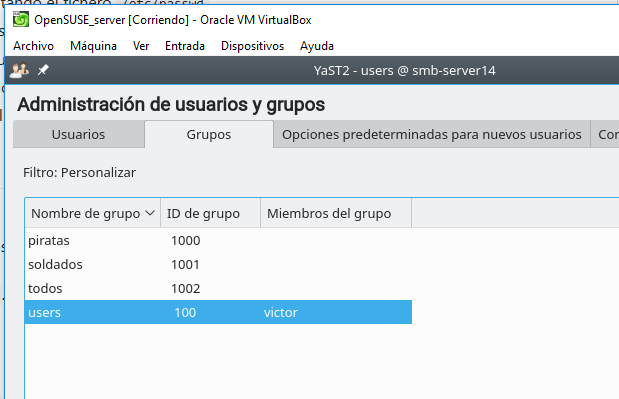 tando el fichero /etc/passwd
OpenSUSE_server [Corriendo] - Oracle VM VirtualBox
Archivo Máquina Ver Entrada Dispositivos Ayuda
YaST2 - users @ smb-server14
Administración de usuarios y grupos
Usuarios Grupos Opciones predeterminadas para nuevos usuarios
Filtro: Personalizar
Nombre de grupo ID de grupo Miembros del grupo
piratas 1000
soldados 1001
todos 1002
users 100 victor